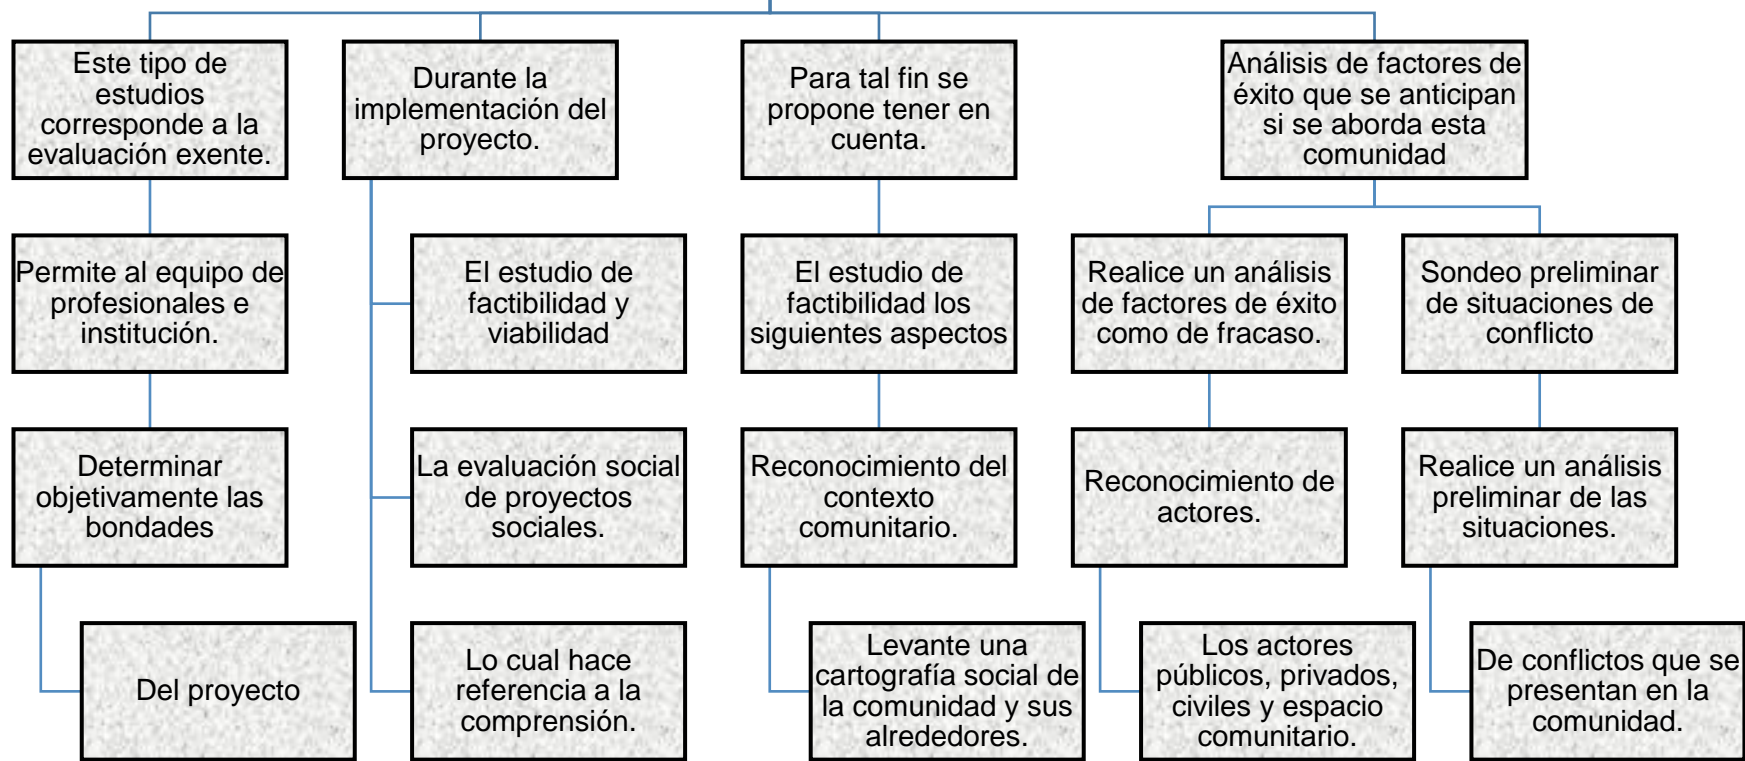 Este tipo de
estudios
corresponde a la
evaluación exente.
Durante la
implementación del
proyecto.
Para tal fin se
propone tener en
cuenta.
Análisis de factores de
éxito que se anticipan
si se aborda esta
comunidad
Permite al equipo de
profesionales e
institución.
El estudio de
factibilidad y
viabilidad
El estudio de
factibilidad los
siguientes aspectos
Realice un análisis
de factores de éxito
como de fracaso.
Sondeo preliminar
de situaciones de
conflicto
Determinar
objetivamente las
bondades
La evaluación social
de proyectos
sociales.
Reconocimiento del
contexto
comunitario.
Reconocimiento de
actores.
Realice un análisis
preliminar de las
situaciones.
Del proyecto
Lo cual hace
referencia a la
comprensión.
Levante una
cartografía social de
la comunidad y sus
alrededores.
Los actores
públicos, privados,
civiles y espacio
comunitario.
De conflictos que se
presentan en la
comunidad.